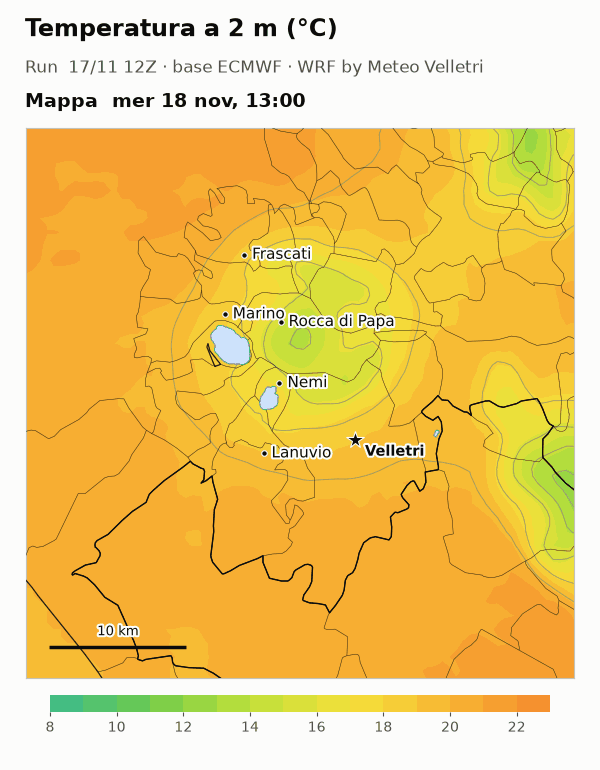 Temperatura a 2 m (°C)
Run  17/11 12Z · base ECMWF · WRF by Meteo Velletri
Mappa  mer 18 nov, 13:00
Frascati
Marino
Rocca di Papa
Nemi
Velletri
Lanuvio
10 km
8 10 12 14 16 18 20 22